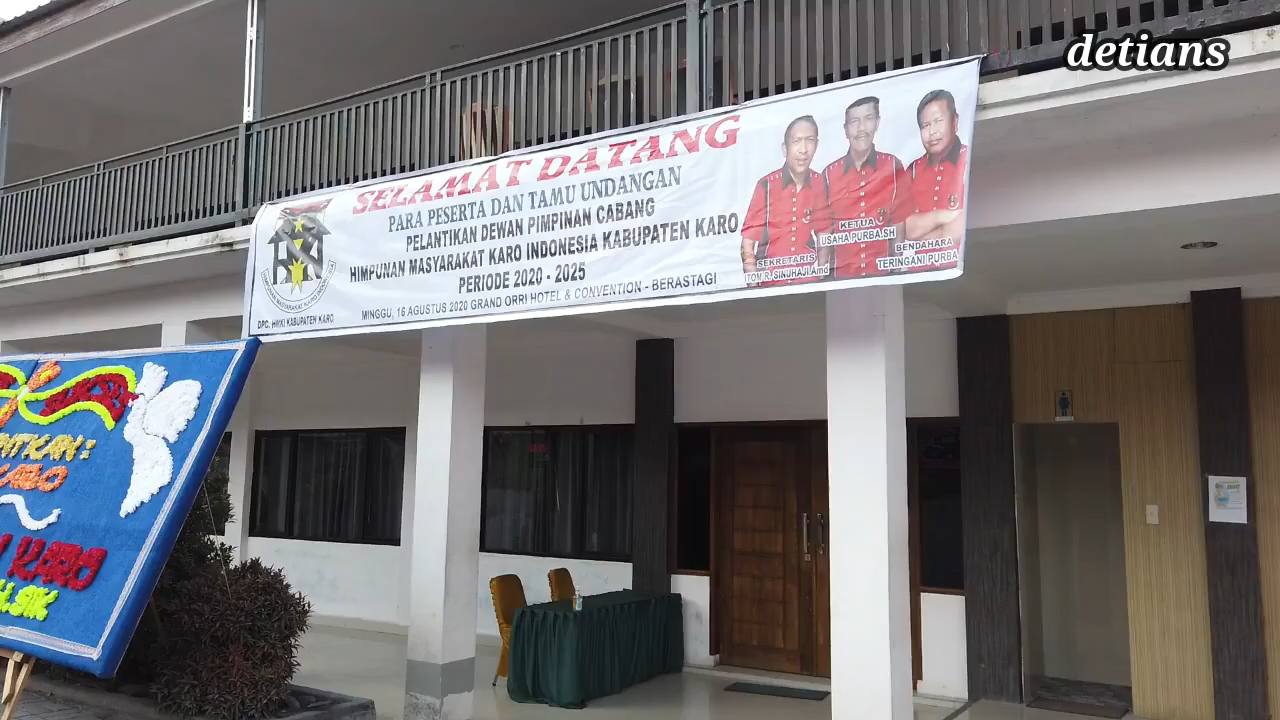 detians
SELAMAT DATANG
PARA PESERTA DAN TAMU UNDANGAN
PELANTIKAN DEWAN PIMPINAN CABANG
HIMPUNAN MASYARAKAT KARO INDONESIA KABUPATEN KARO
PERIODE 2020 - 2025
MINGGU, 16 AGUSTUS 2020 GRAND ORRI HOTEL & CONVENTION - BERASTAGI
DPC. HMKI KABUPATEN KARO
SEKRETARIS
ITOM R. SINUHAJI.Amd
KETUA
USAHA PURBA.SH
BENDAHARA
TERINGANI PURBA
KARO